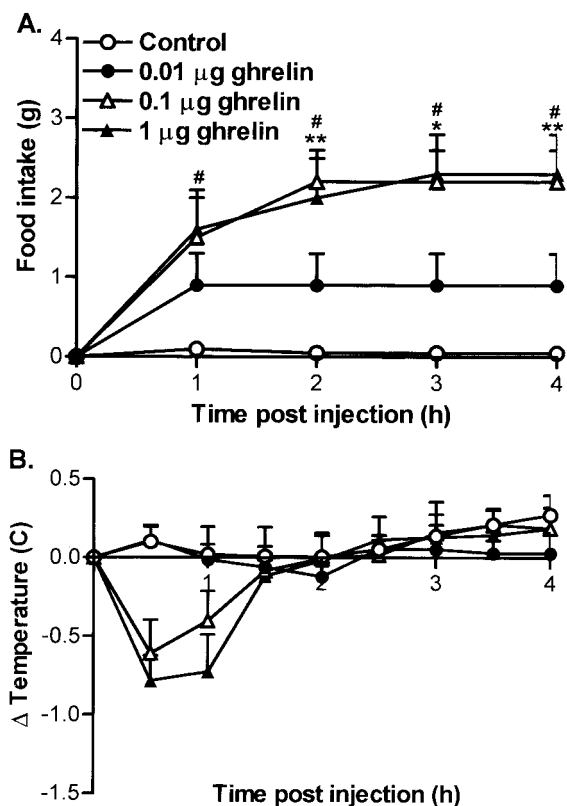 A.
Control
0.01 μg ghrelin
0.1 μg ghrelin
1 μg ghrelin
Food intake (g)
4
3
2
1
0
#
#
**
#
*
#
**
0 1 2 3 4
Time post injection (h)
B.
Δ Temperature (C)
0.5
0.0
-0.5
-1.0
-1.5
1 2 3 4
Time post injection (h)